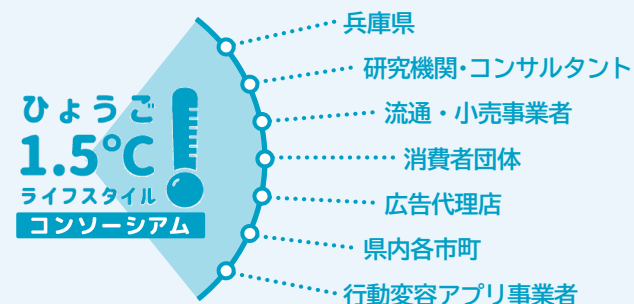 ひょうご
1.5℃
ライフスタイル
コンソーシアム
兵庫県
研究機関・コンサルタント
流通・小売事業者
消費者団体
広告代理店
県内各市町
行動変容アプリ事業者